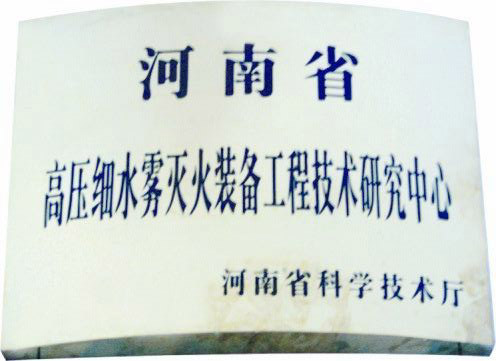 河南省
高压细水雾灭火装备工程技术研究中心
河南省科学技术厅